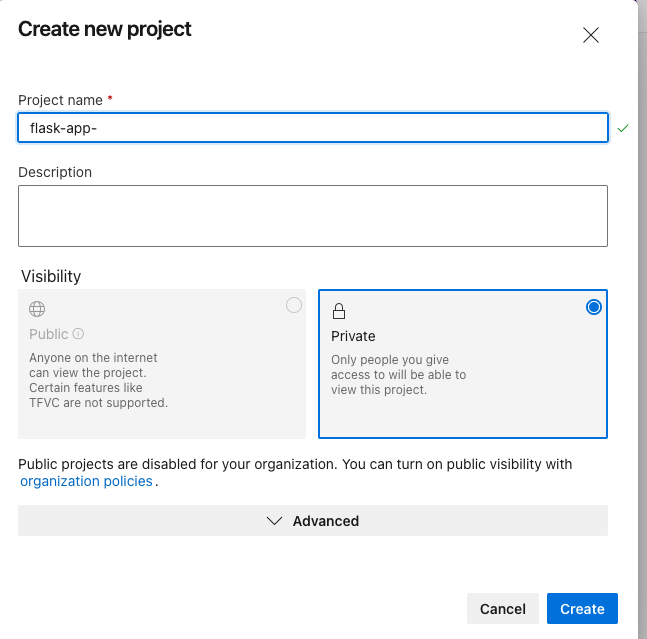 Create new project
Project name *
flask-app-
Description
Visibility
Public
Anyone on the internet
can view the project.
Certain features like
TFVC are not supported.
Private
Only people you give
access to will be able to
view this project.
Public projects are disabled for your organization. You can turn on public visibility with
organization policies.
Advanced
Cancel
Create